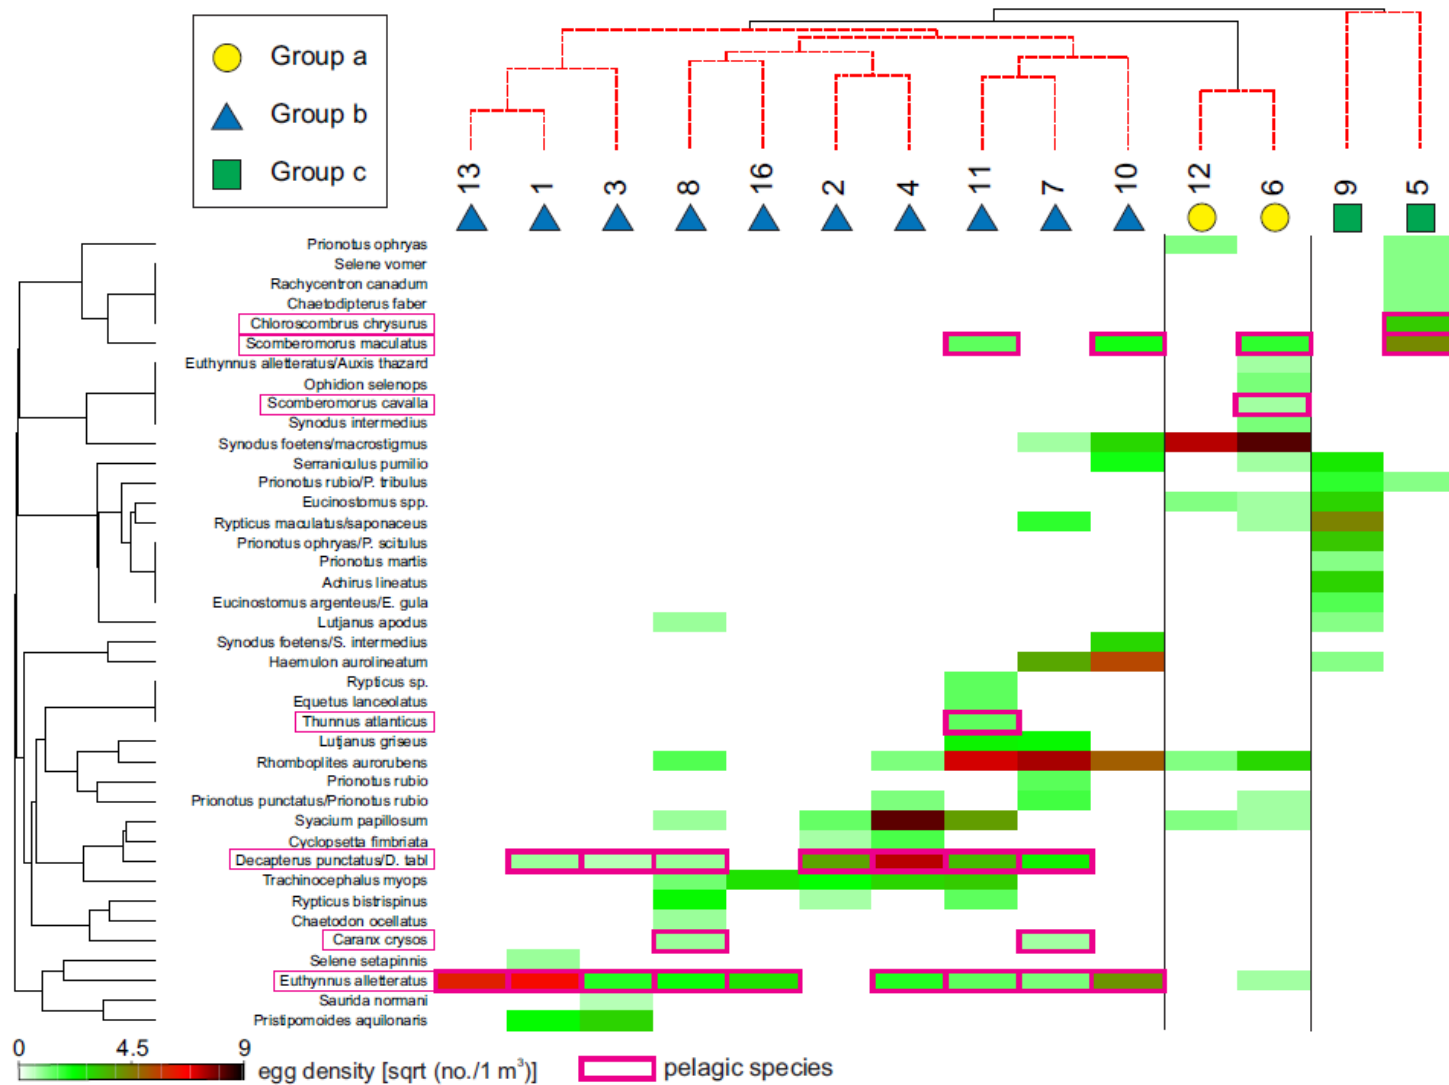 Group a
Group b
Group c
13 1 3 8 16 2 4 11 7 10 12 6 9 5
Prionotus ophryas
Selene vomer
Rachycentron canadum
Chaetodipterus faber
Chloroscombrus chrysurus
Scomberomorus maculatus
Euthynnus alletteratus/Auxis thazard
Ophidion selenops
Scomberomorus cavalla
Synodus intermedius
Synodus foetens/macrostigmus
Serraniculus pumilio
Prionotus rubio/P. tribulus
Eucinostomus spp.
Rypticus maculatus/saponaceus
Prionotus ophryas/P. scitulus
Prionotus martis
Achirus lineatus
Eucinostomus argenteus/E. gula
Lutjanus apodus
Synodus foetens/S. intermedius
Haemulon aurolineatum
Rypticus sp.
Equetus lanceolatus
Thunnus atlanticus
Lutjanus griseus
Rhomboplites aurorubens
Prionotus rubio
Prionotus punctatus/Prionotus rubio
Syacium papillosum
Cyclopsetta fimbriata
Decapterus punctatus/D. tabl
Trachinocephalus myops
Rypticus bistrispinus
Chaetodon ocellatus
Caranx crysos
Selene setapinnis
Euthynnus alletteratus
Saurida normani
Pristipomoides aquilonaris
0 4.5 9
egg density [sqrt (no./1 m³)]
pelagic species